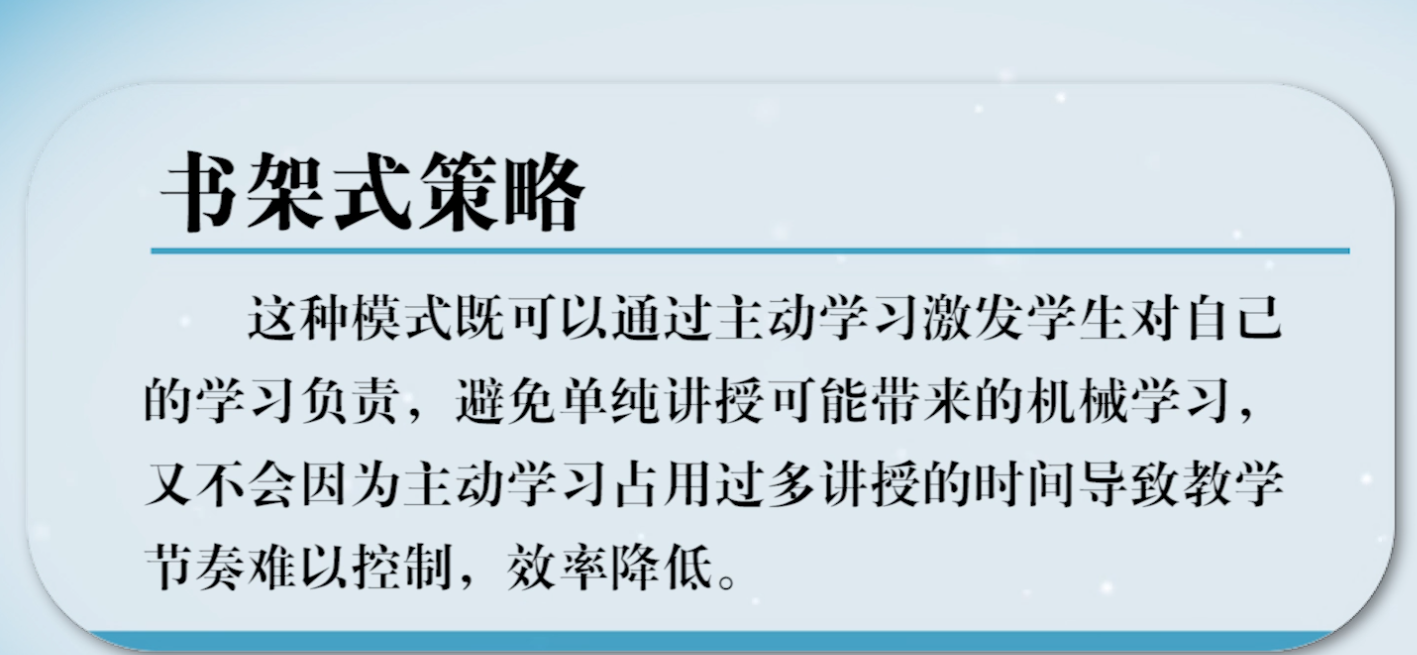 书架式策略
这种模式既可以通过主动学习激发学生对自己
的学习负责，避免单纯讲授可能带来的机械学习，
又不会因为主动学习占用过多讲授的时间导致教学
节奏难以控制，效率降低。